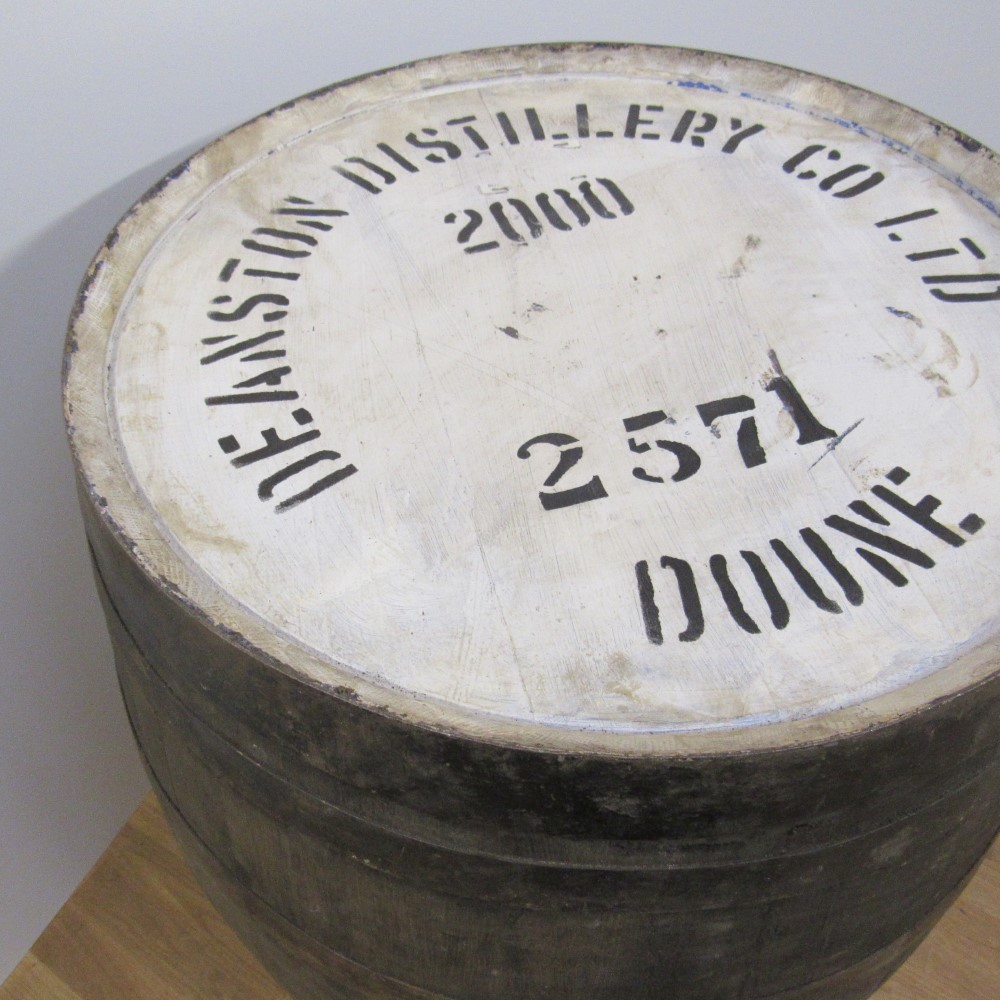 DEANSTON DISTILLERY CO LTD
2000
2571
DOUNE